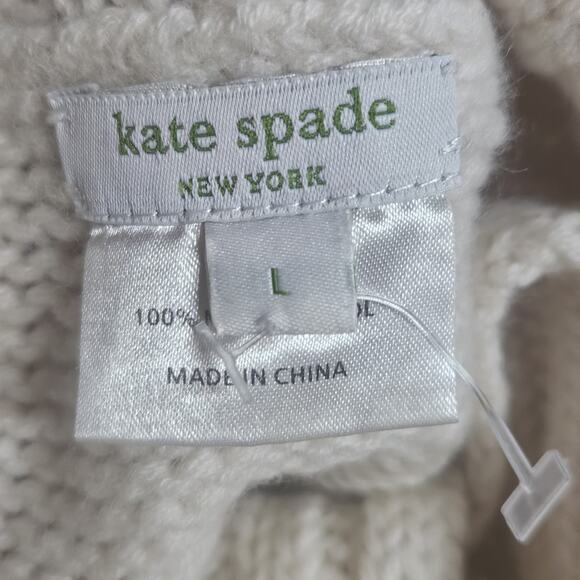 kate spade
NEW YORK
L
100%
MADE IN CHINA